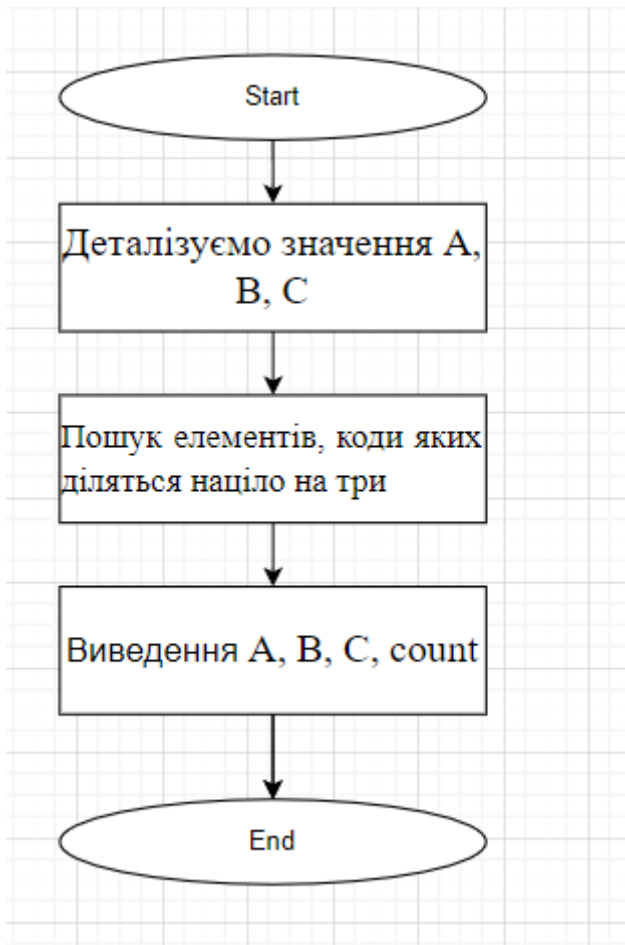 Start
Деталізуємо значення A,
B, C
Пошук елементів, коди яких
діляться націло на три
Виведення A, B, C, count
End